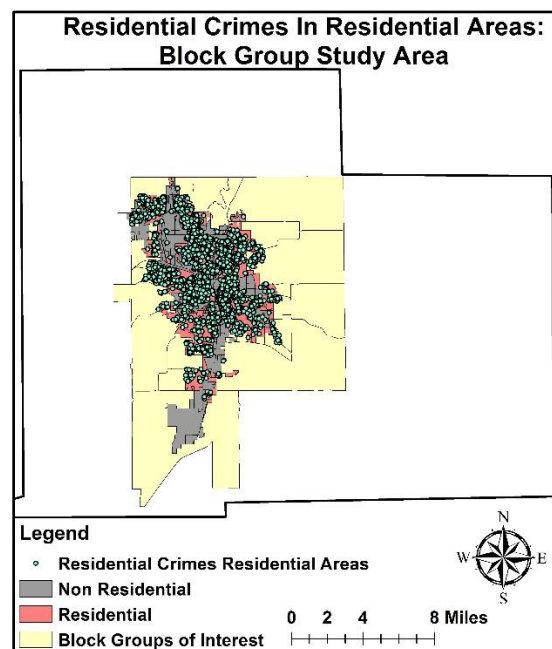 Residential Crimes In Residential Areas:
Block Group Study Area
Legend
Residential Crimes Residential Areas
Non Residential
Residential
Block Groups of Interest
N
W E
S
0 2 4 8 Miles